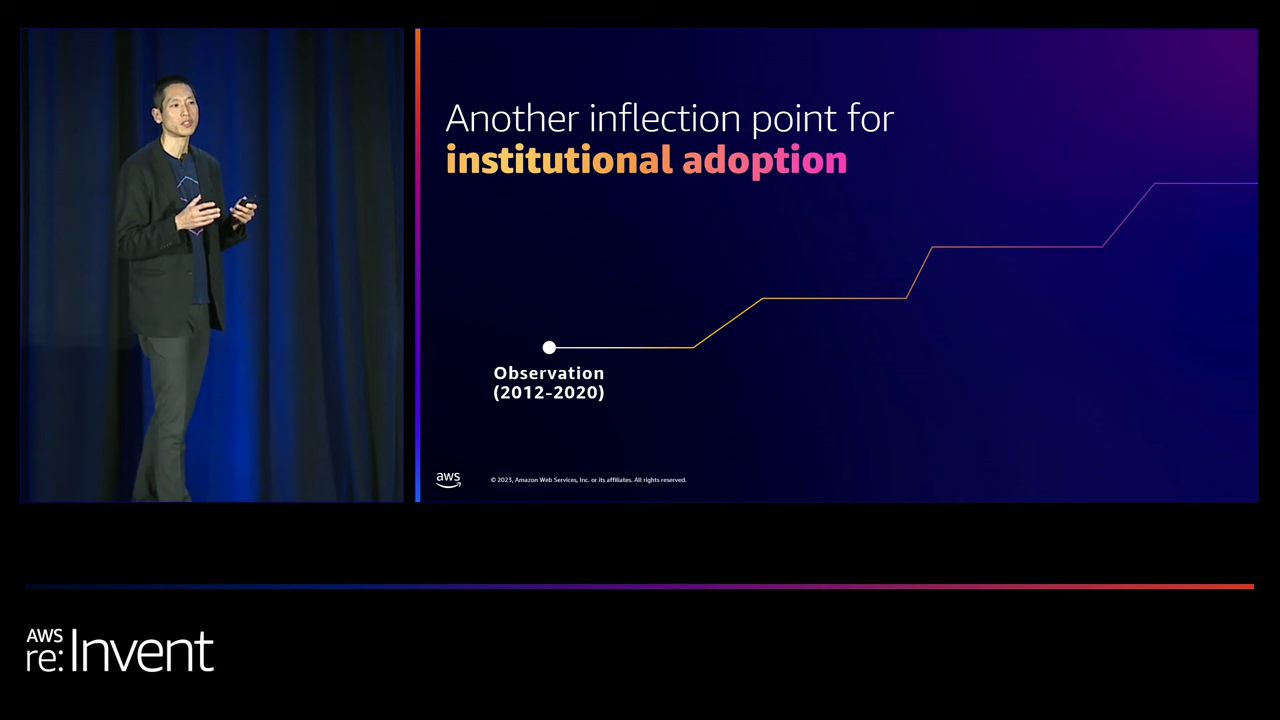 Another inflection point for
institutional adoption
Observation
(2012-2020)
aws
© 2023, Amazon Web Services, Inc. or its affiliates. All rights reserved.
AWS
re:Invent